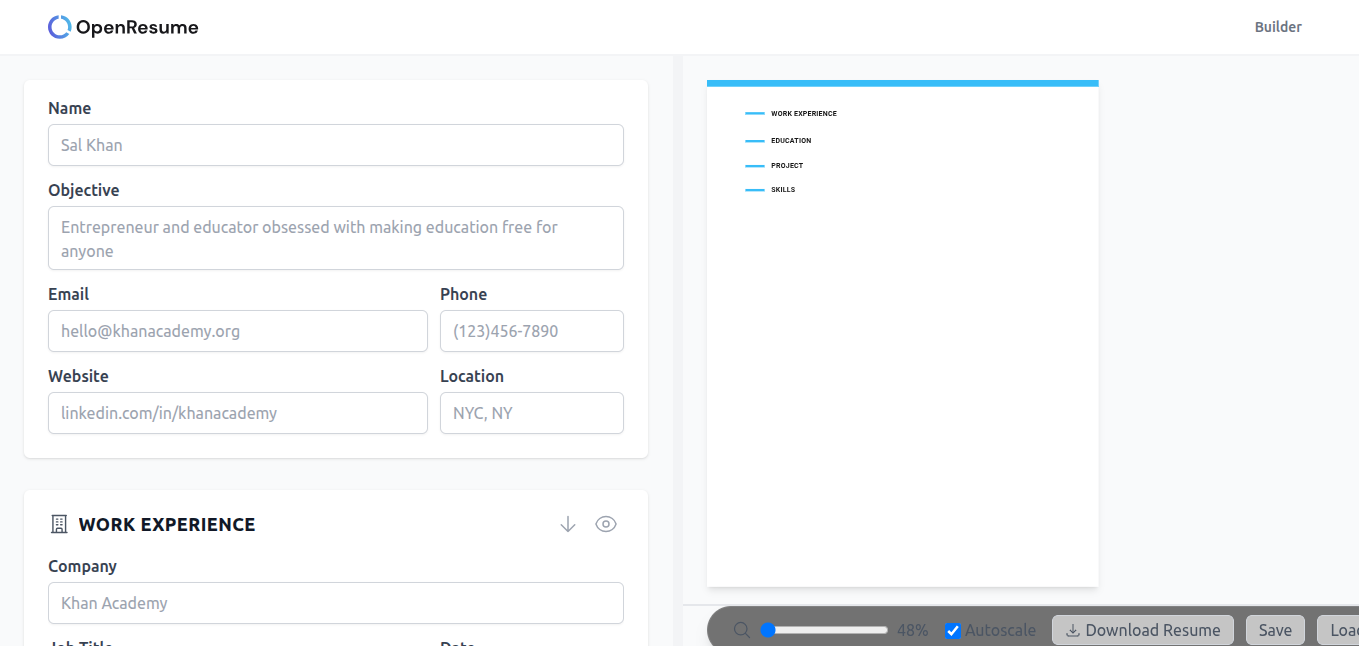 OpenResume
Builder
Name
Sal Khan
Objective
Entrepreneur and educator obsessed with making education free for
anyone
Email
Phone
hello@khanacademy.org
(123)456-7890
Website
Location
linkedin.com/in/khanacademy
NYC, NY
WORK EXPERIENCE
Company
Khan Academy
Job Title
Date
WORK EXPERIENCE
EDUCATION
PROJECT
SKILLS
48%
Autoscale
Download Resume
Save
Loa